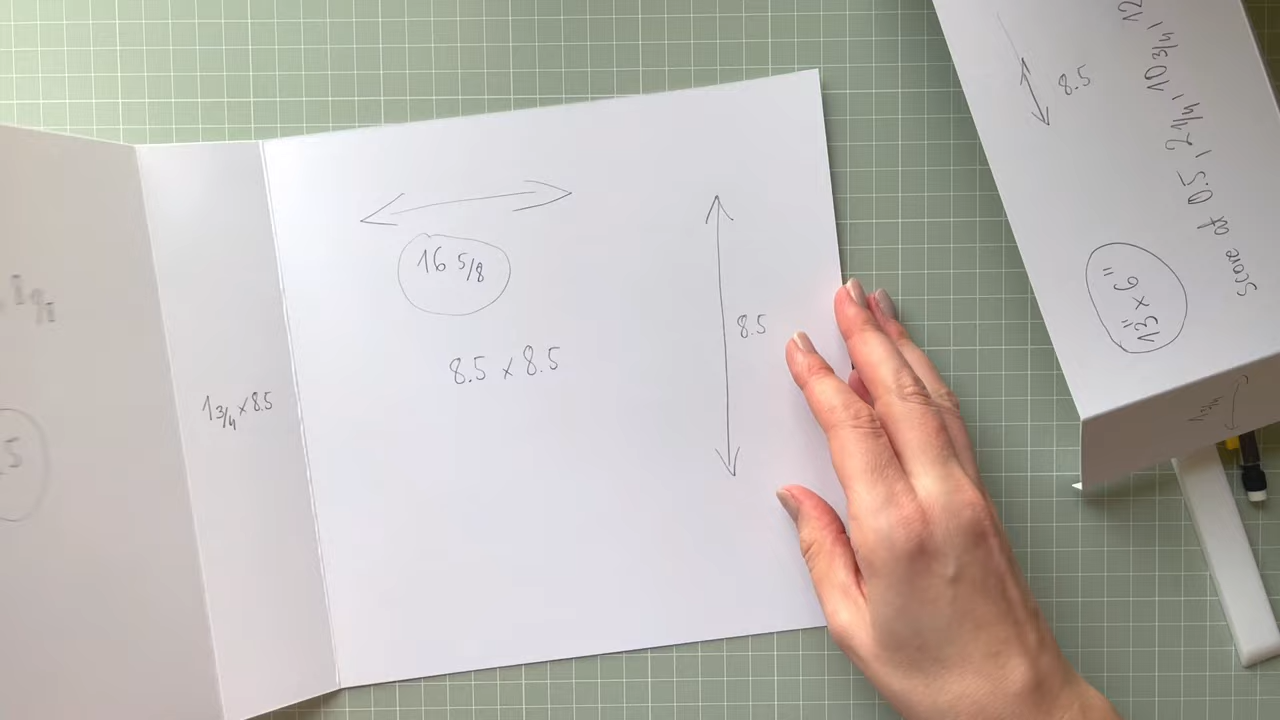 16 5/8
8.5 x 8.5
8.5
1 3/4 x 8.5
5
8.5
Score at 0.5, 2 1/4, 10 3/4, 12
13" x 6"